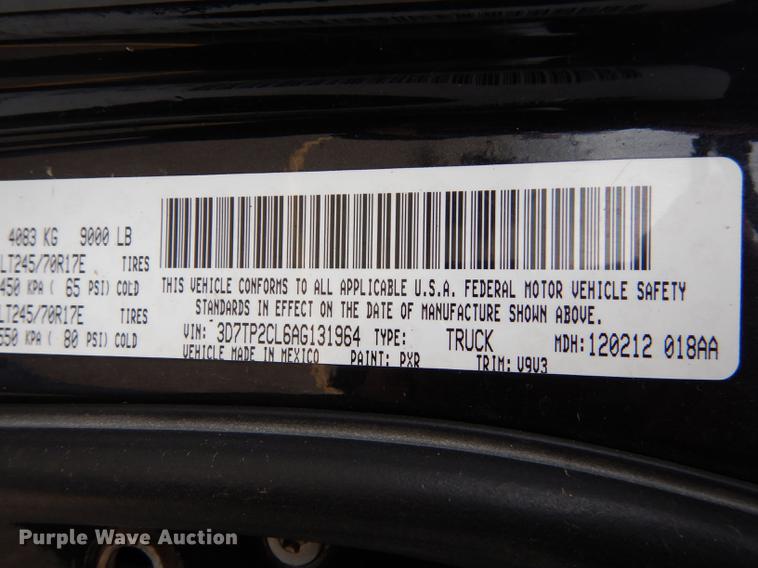 4083 KG 9000 LB
LT245/70R17E TIRES
450 KPA ( 65 PSI) COLD
LT245/70R17E TIRES
550 KPA ( 80 PSI) COLD
THIS VEHICLE CONFORMS TO ALL APPLICABLE U.S.A. FEDERAL MOTOR VEHICLE SAFETY
STANDARDS IN EFFECT ON THE DATE OF MANUFACTURE SHOWN ABOVE.
VIN: 3D7TP2CL6AG131964 TYPE: TRUCK MDH: 120212 018AA
VEHICLE MADE IN MEXICO PAINT: PXR TRIM: V9V3
Purple Wave Auction